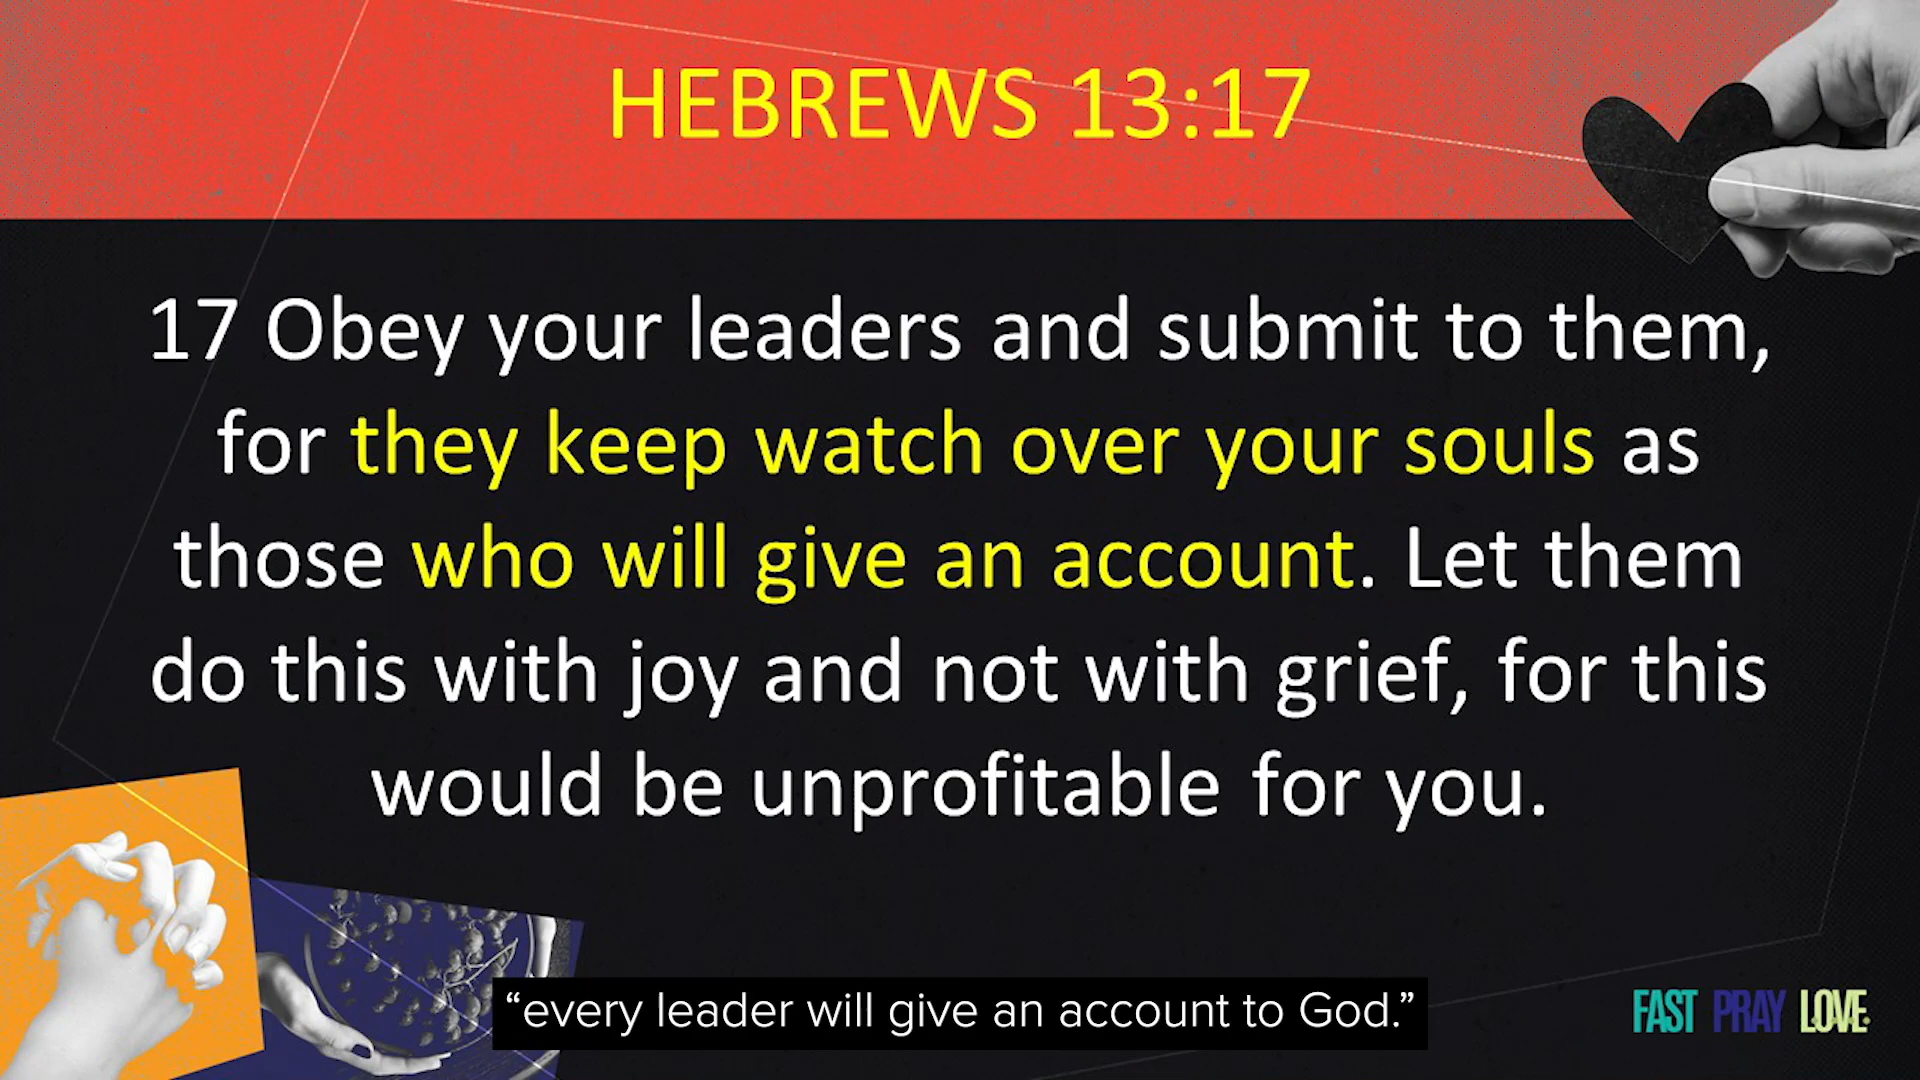 HEBREWS 13:17
17 Obey your leaders and submit to them,
for they keep watch over your souls as
those who will give an account. Let them
do this with joy and not with grief, for this
would be unprofitable for you.
“every leader will give an account to God.”
FAST PRAY LOVE